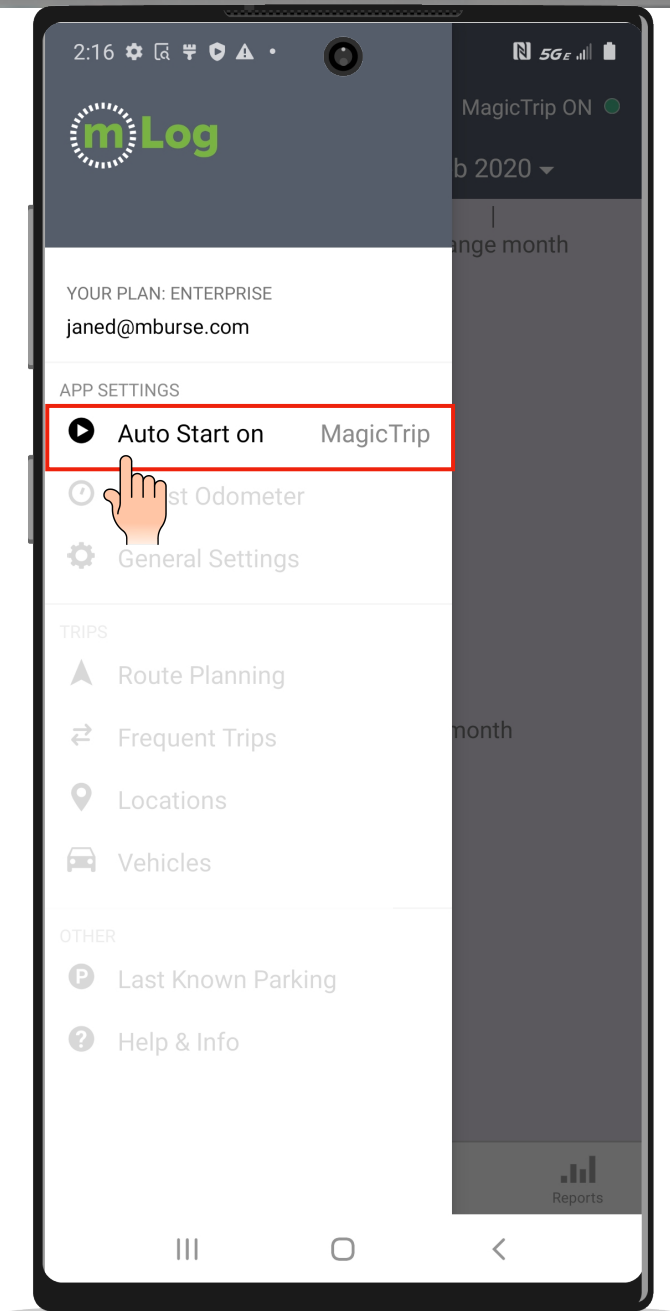 2:16
5GE
MagicTrip ON
mLog
b 2020
ange month
YOUR PLAN: ENTERPRISE
janed@mburse.com
APP SETTINGS
Auto Start on MagicTrip
st Odometer
General Settings
TRIPS
Route Planning
Frequent Trips
month
Locations
Vehicles
OTHER
P
Last Known Parking
?
Help & Info
Reports